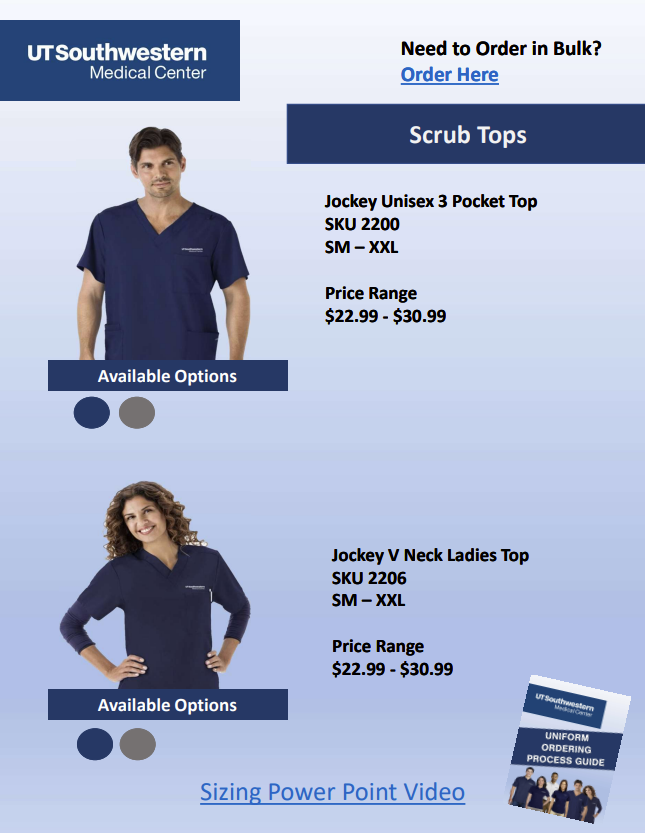 UTSouthwestern
Medical Center
Need to Order in Bulk?
Order Here
Scrub Tops
Jockey Unisex 3 Pocket Top
SKU 2200
SM – XXL
Price Range
$22.99 - $30.99
UTSouthwestern
Available Options
Jockey V Neck Ladies Top
SKU 2206
SM – XXL
Price Range
$22.99 - $30.99
UTSouthwestern
Available Options
UTSouthwestern
Medical Center
UNIFORM
ORDERING
PROCESS GUIDE
Sizing Power Point Video